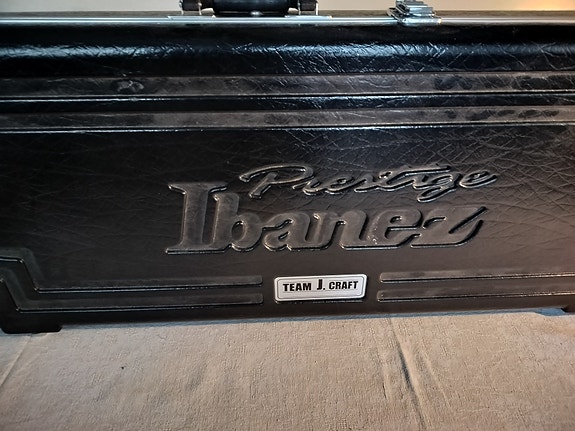 Prestige
Ibanez
TEAM J. CRAFT